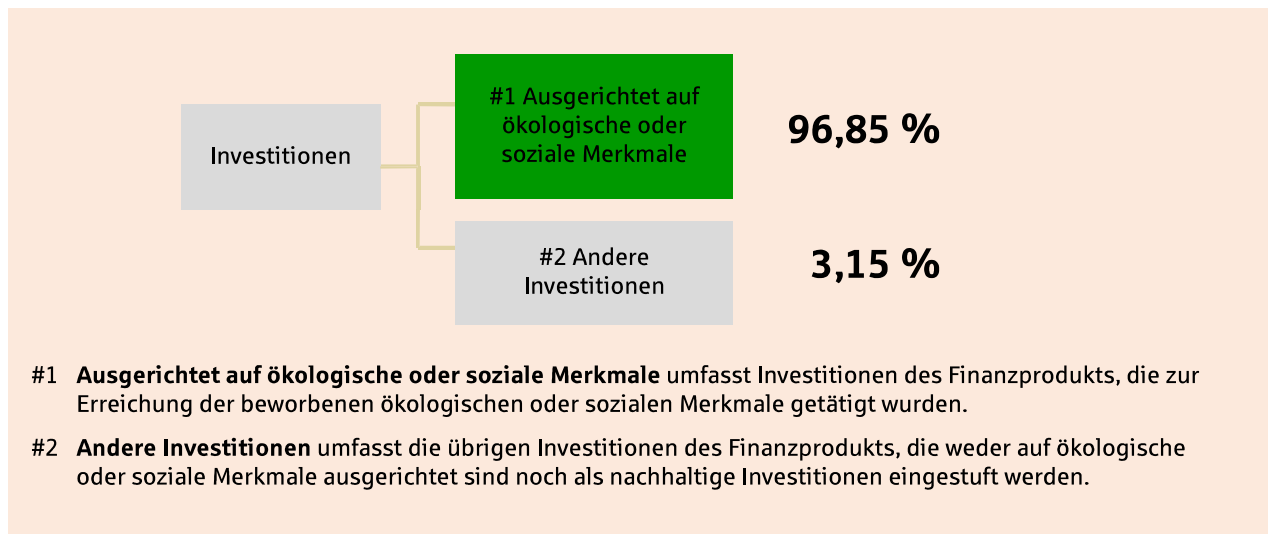 Investitionen
#1 Ausgerichtet auf
ökologische oder
soziale Merkmale
96,85 %
#2 Andere
Investitionen
3,15 %
#1 Ausgerichtet auf ökologische oder soziale Merkmale umfasst Investitionen des Finanzprodukts, die zur
Erreichung der beworbenen ökologischen oder sozialen Merkmale getätigt wurden.
#2 Andere Investitionen umfasst die übrigen Investitionen des Finanzprodukts, die weder auf ökologische
oder soziale Merkmale ausgerichtet sind noch als nachhaltige Investitionen eingestuft werden.